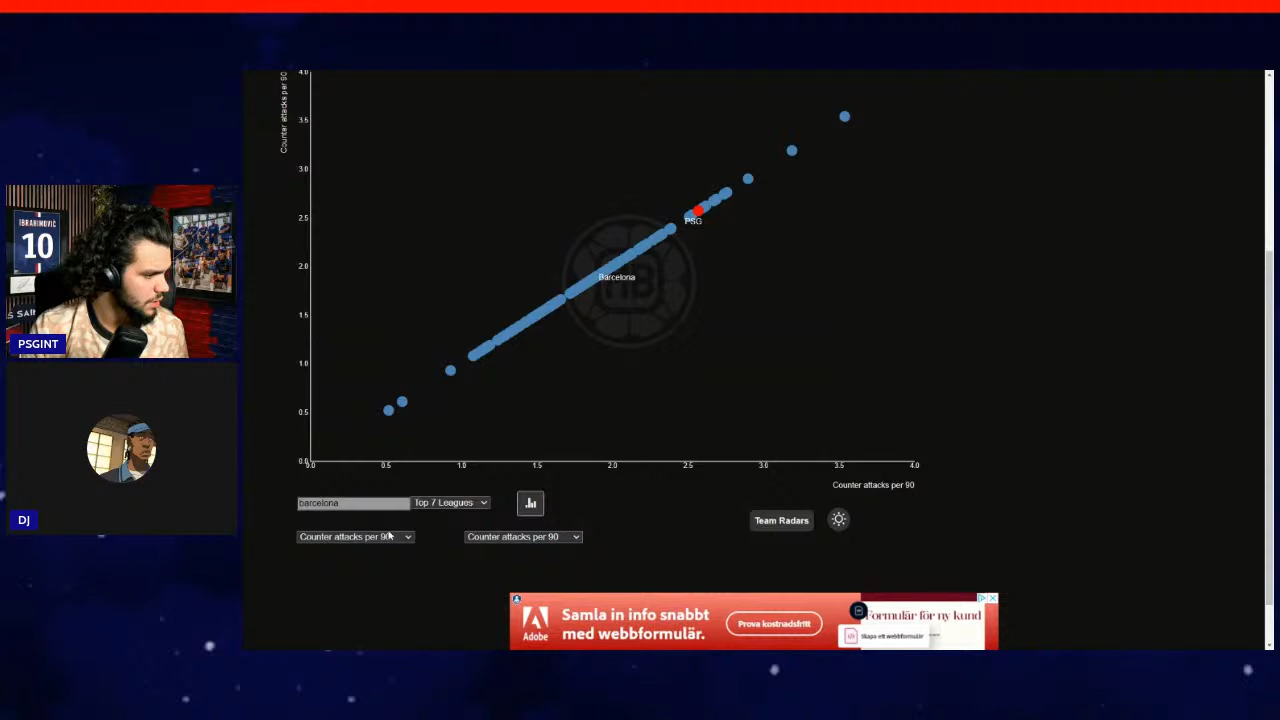 4.0
Counter attacks per 90
3.5
3.0
2.5
PSG
2.0
Barcelona
1.5
1.0
0.5
0.0
0.0 0.5 1.0 1.5 2.0 2.5 3.0 3.5 4.0
Counter attacks per 90
IBRAHIMOVIĆ
10
PSGINT
DJ
barcelona
Top 7 Leagues
Team Radars
Counter attacks per 90
Counter attacks per 90
Adobe
Samla in info snabbt
med webbformulär.
Prova kostnadsfritt
Formulär för ny kund
Skapa ett webbformulär